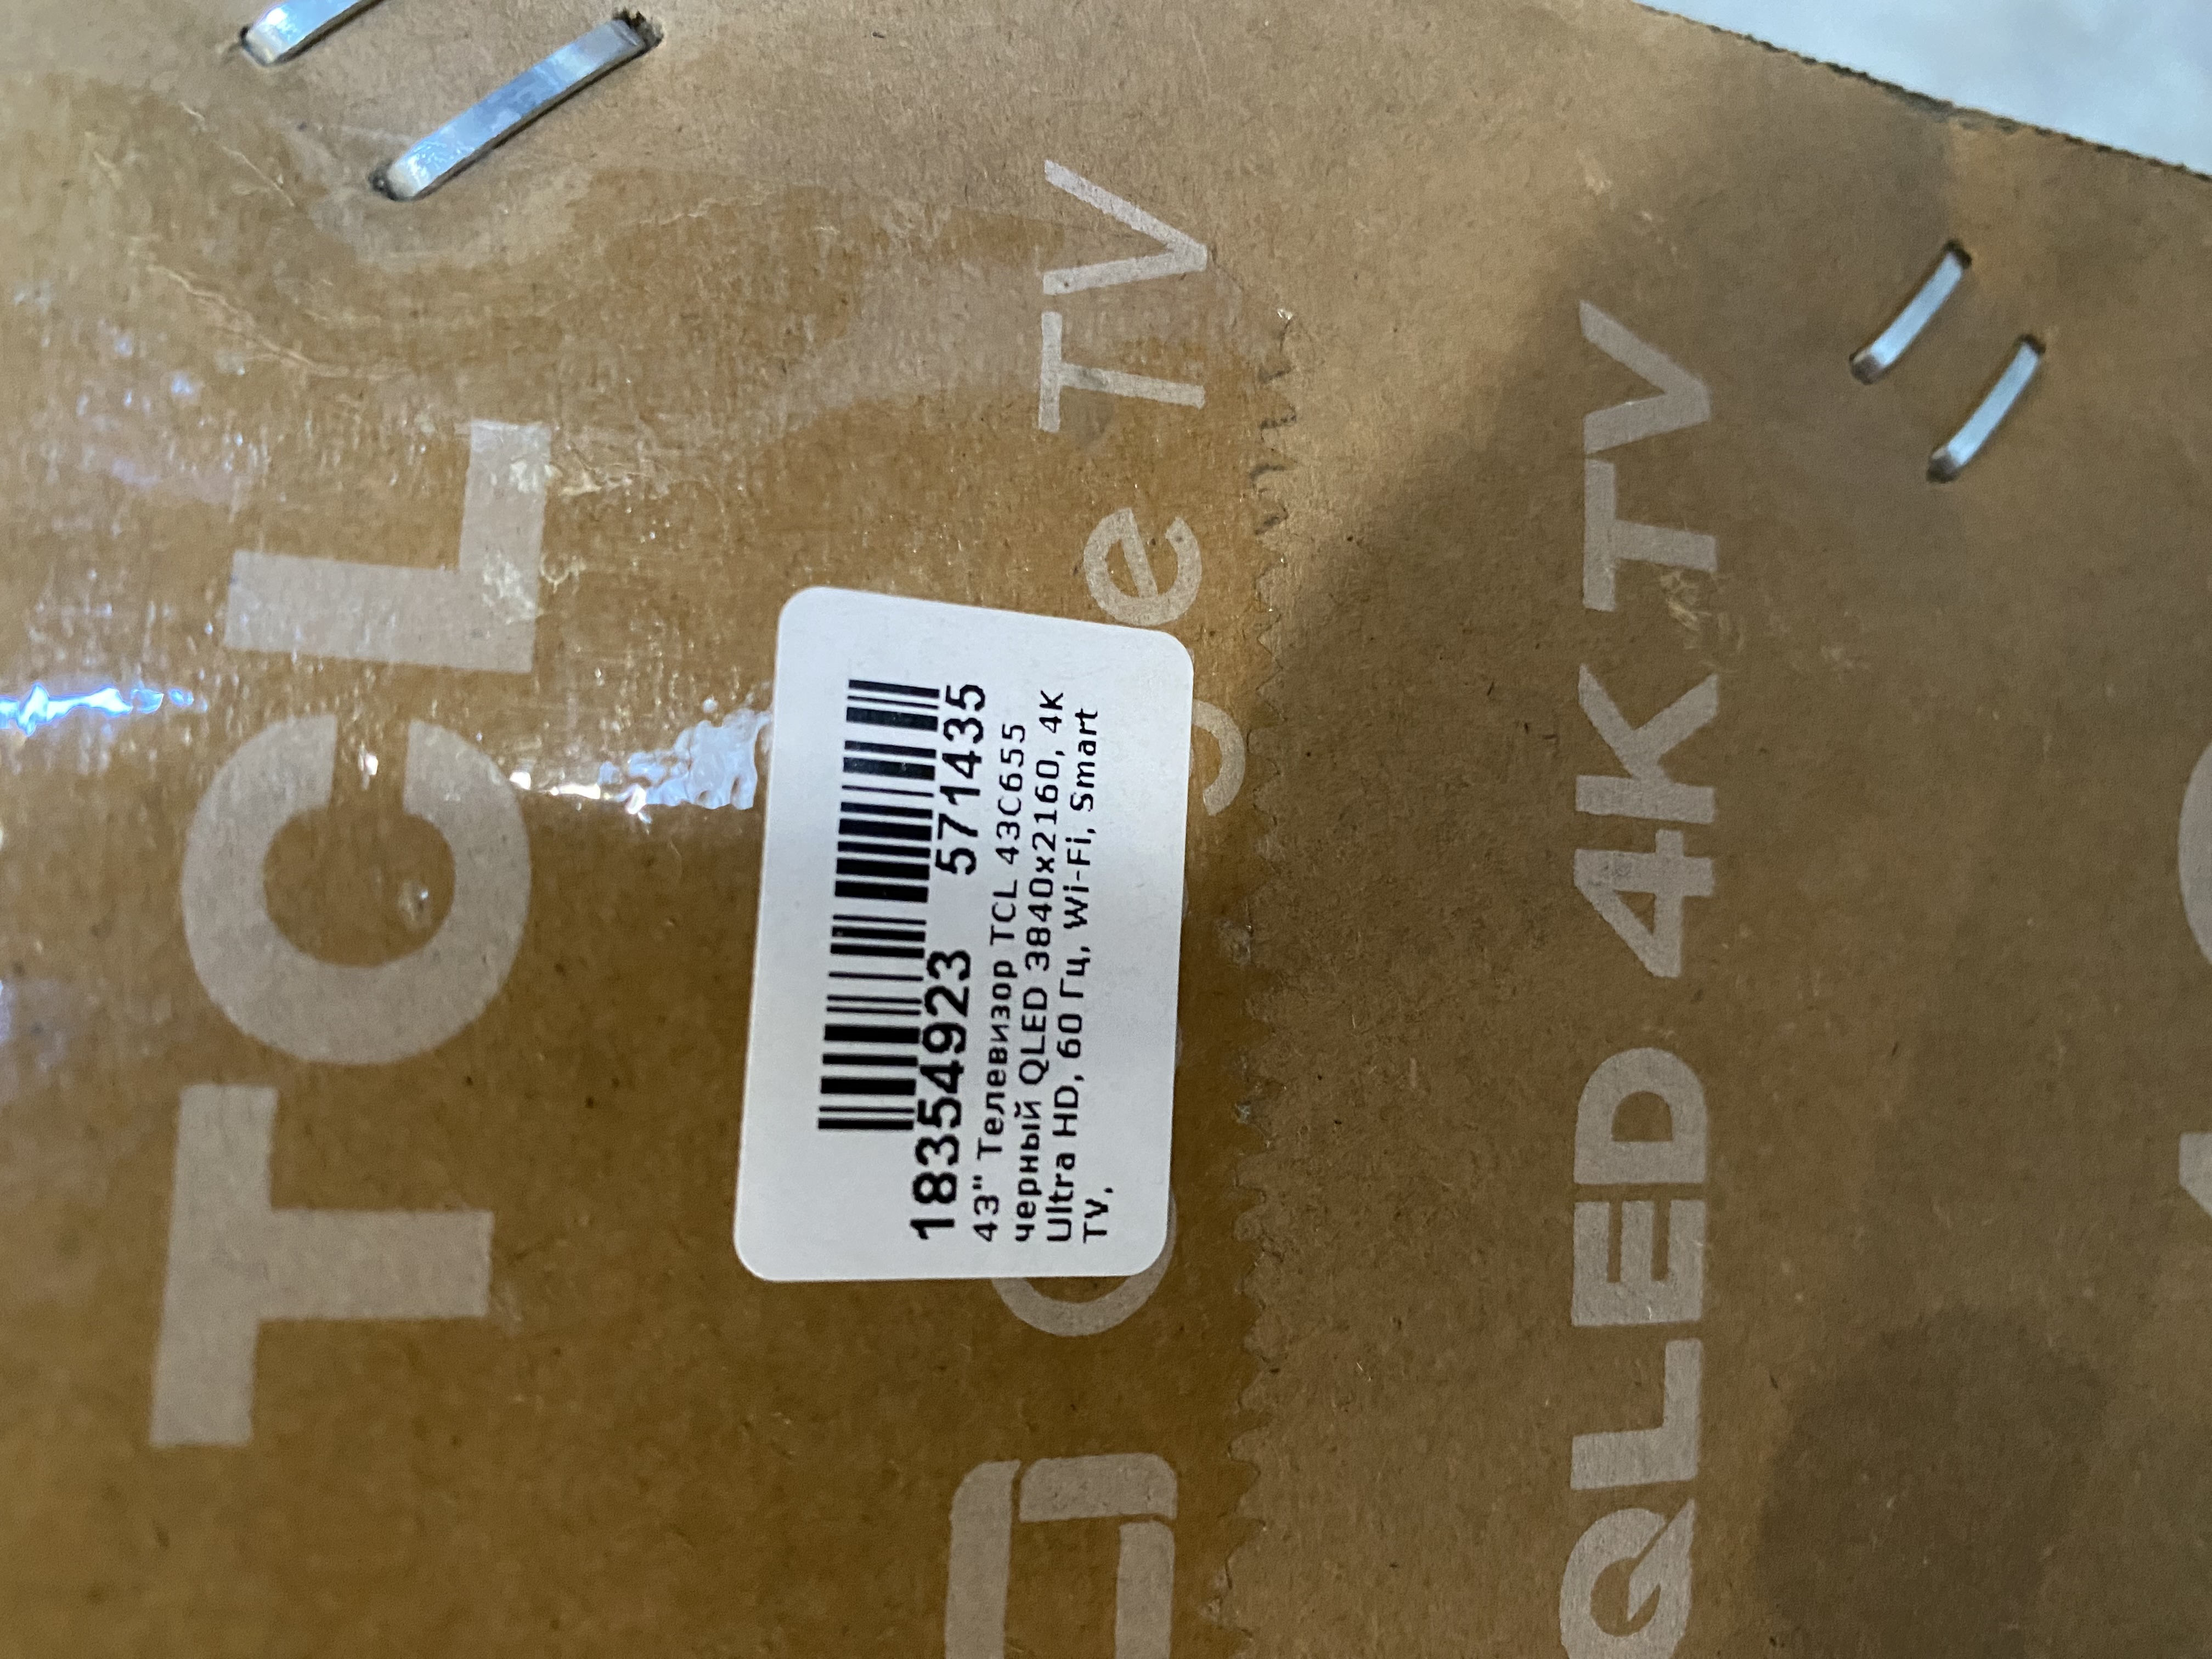 TCL
TV
18354923 571435
43" Телевизор TCL 43C655
черный QLED 3840x2160, 4K
Ultra HD, 60 Гц, Wi-Fi, Smart
TV,
QLED 4K TV